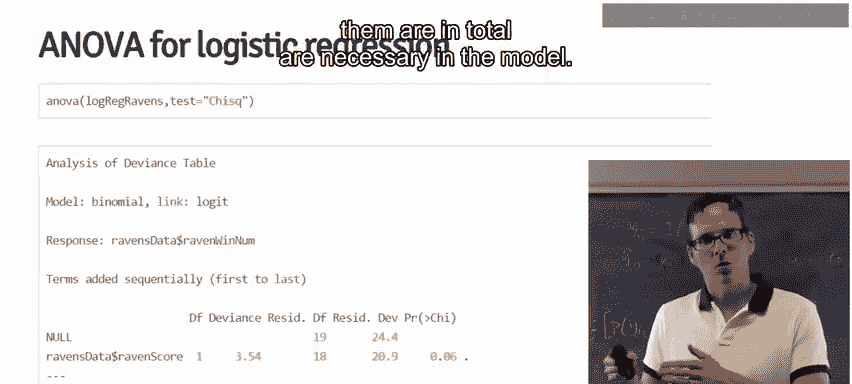 them are in total
ANOVA for logistic regression
are necessary in the model.
anova(logRegRavens,test="Chisq")
Analysis of Deviance Table
Model: binomial, link: logit
Response: ravensData$ravenWinNum
Terms added sequentially (first to last)
Df Deviance Resid. Df Resid. Dev Pr(>Chi)
NULL 19 24.4
ravensData$ravenScore 1 3.54 18 20.9 0.06 .
---